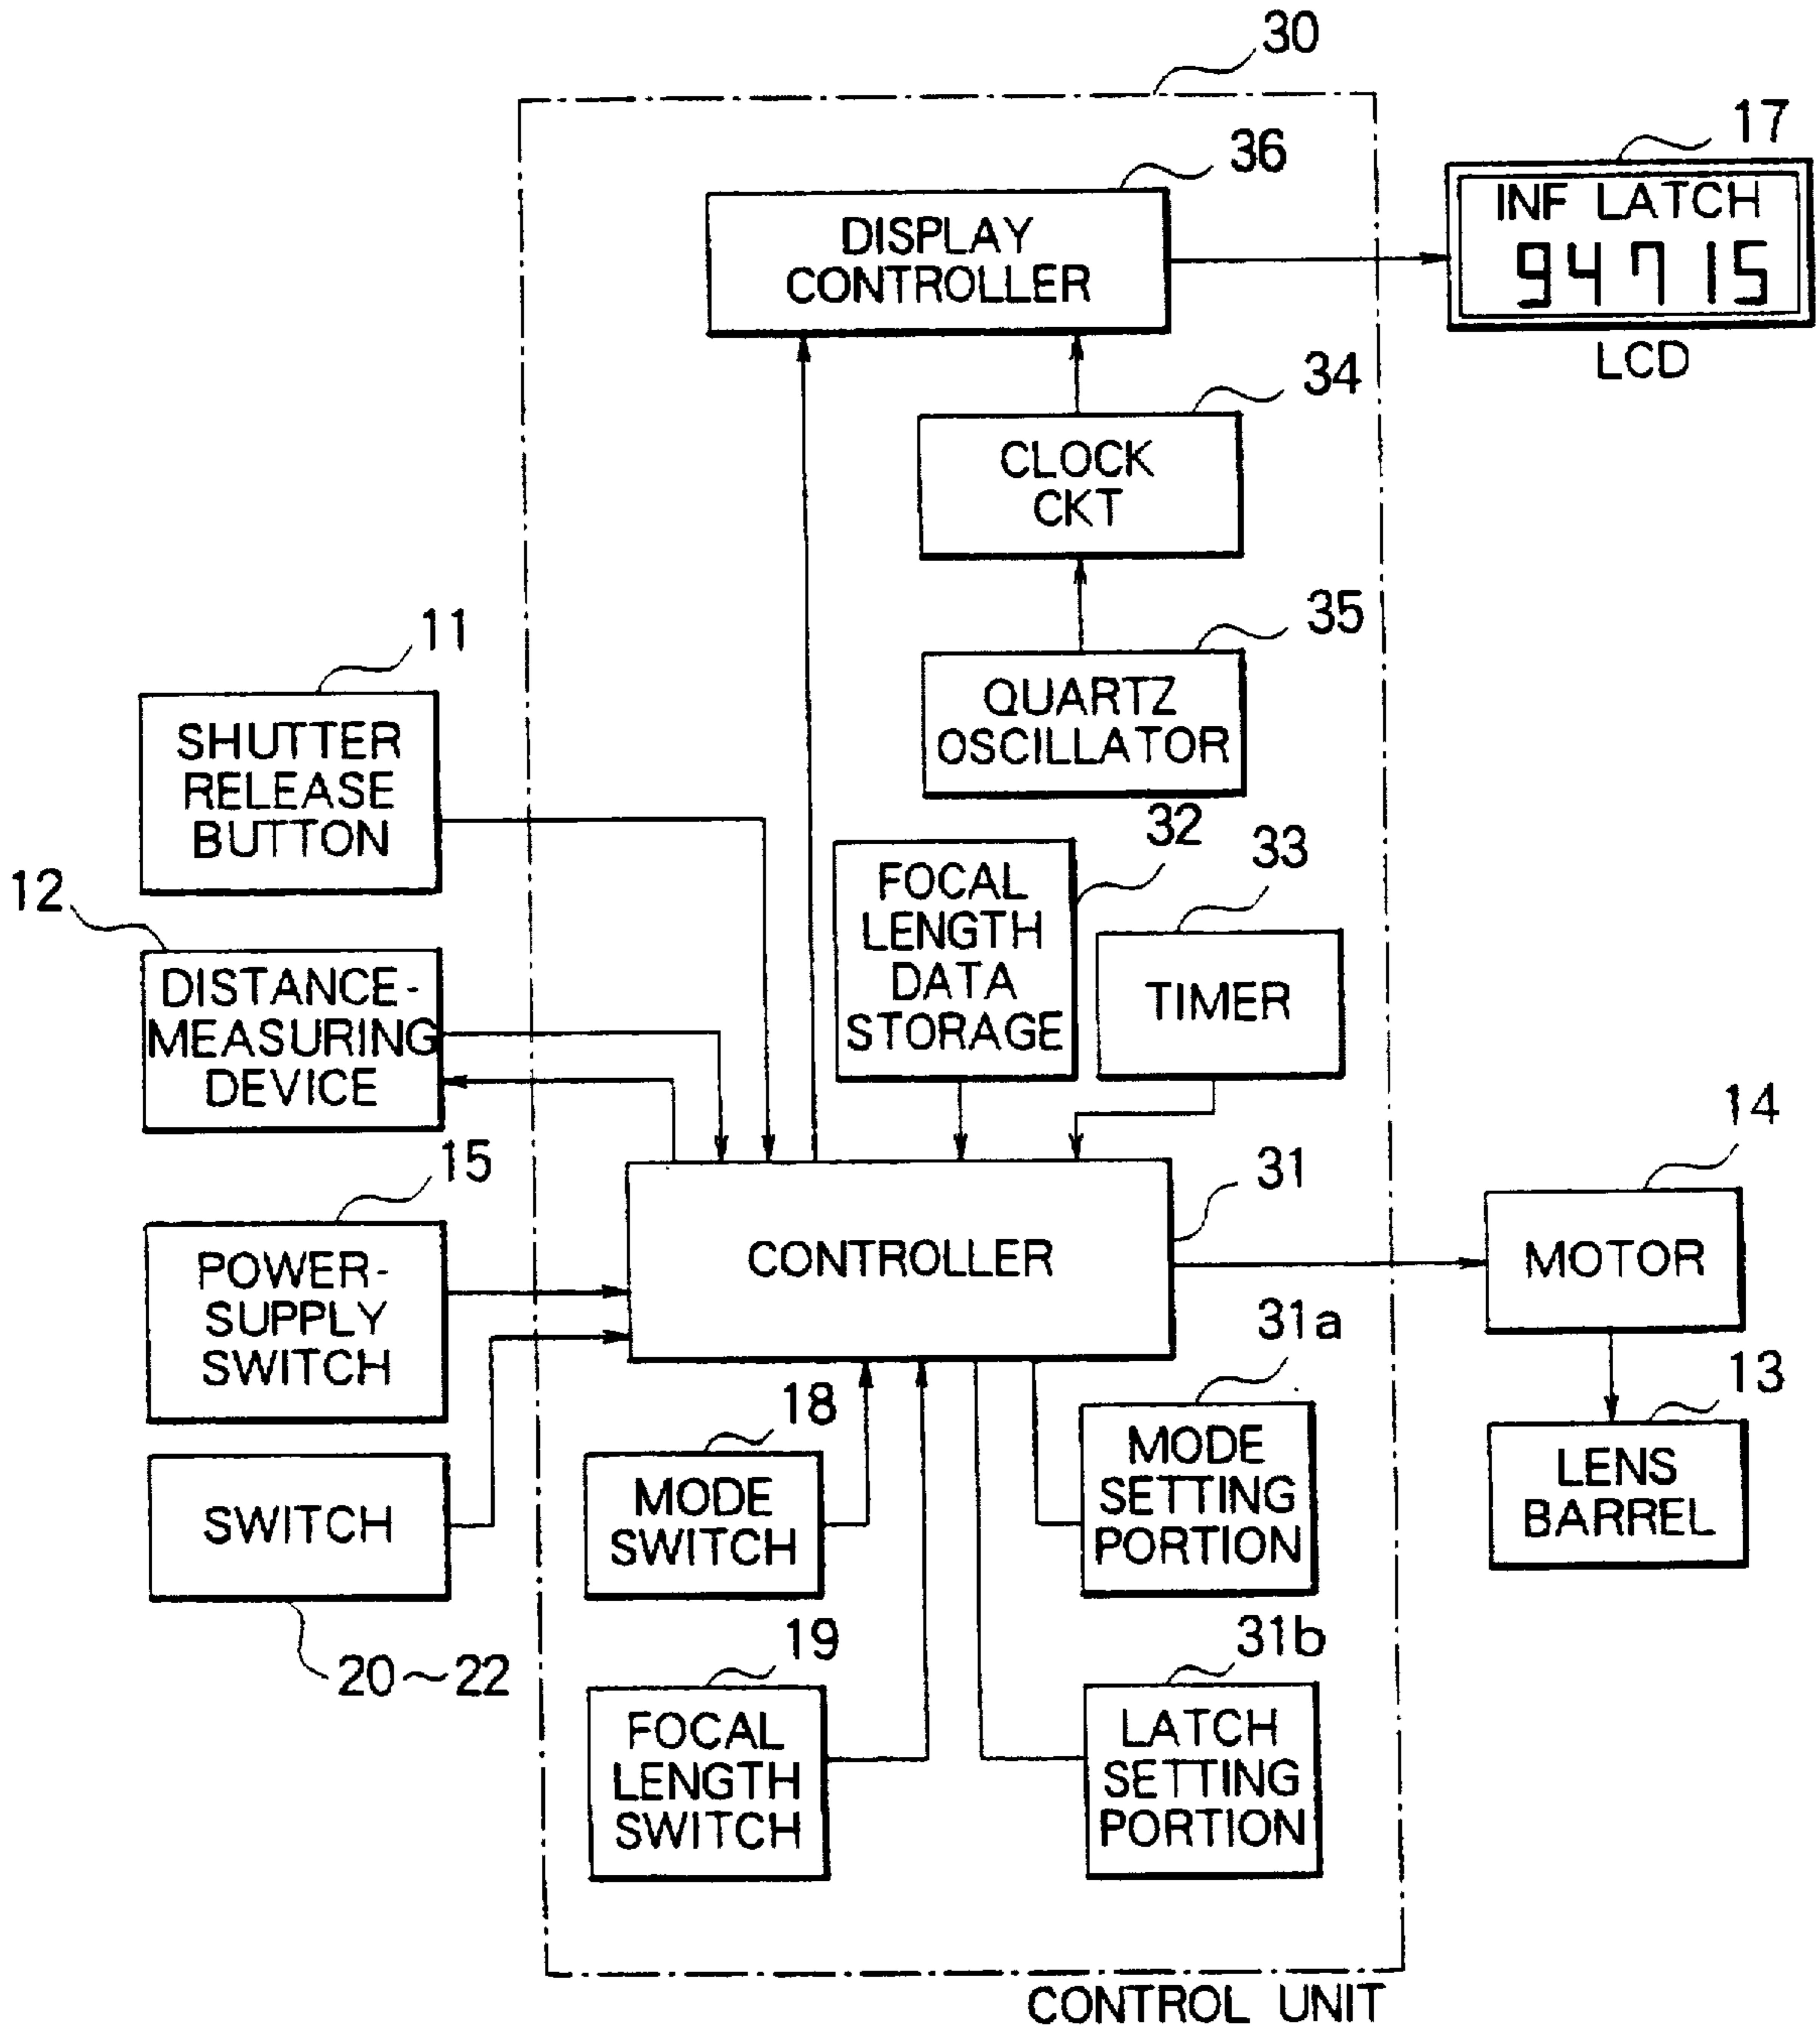 30
36
17
DISPLAY
CONTROLLER
INF LATCH
94 7 15
LCD
34
CLOCK
CKT
35
QUARTZ
OSCILLATOR
11
SHUTTER
RELEASE
BUTTON
32
FOCAL
LENGTH
DATA
STORAGE
33
TIMER
12
DISTANCE-
MEASURING
DEVICE
15
POWER-
SUPPLY
SWITCH
31
CONTROLLER
14
MOTOR
13
LENS
BARREL
SWITCH
20~22
18
MODE
SWITCH
31a
MODE
SETTING
PORTION
19
FOCAL
LENGTH
SWITCH
31b
LATCH
SETTING
PORTION
CONTROL UNIT